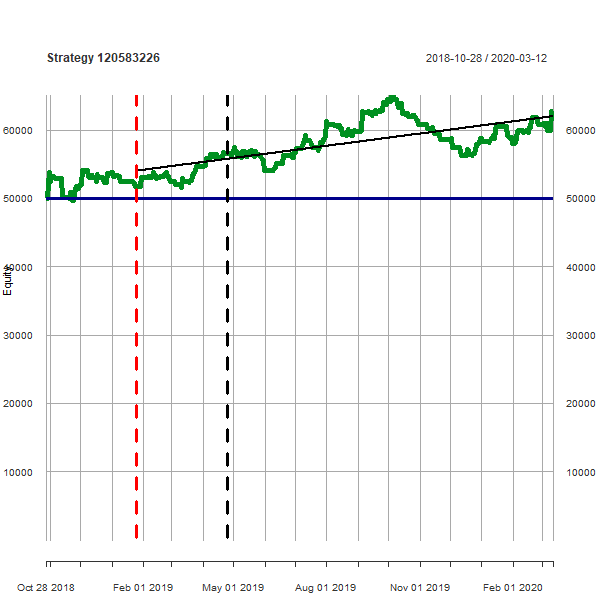 Strategy 120583226
2018-10-28 / 2020-03-12
60000
60000
50000
50000
40000
40000
Equity
30000
30000
20000
20000
10000
10000
Oct 28 2018
Feb 01 2019
May 01 2019
Aug 01 2019
Nov 01 2019
Feb 01 2020